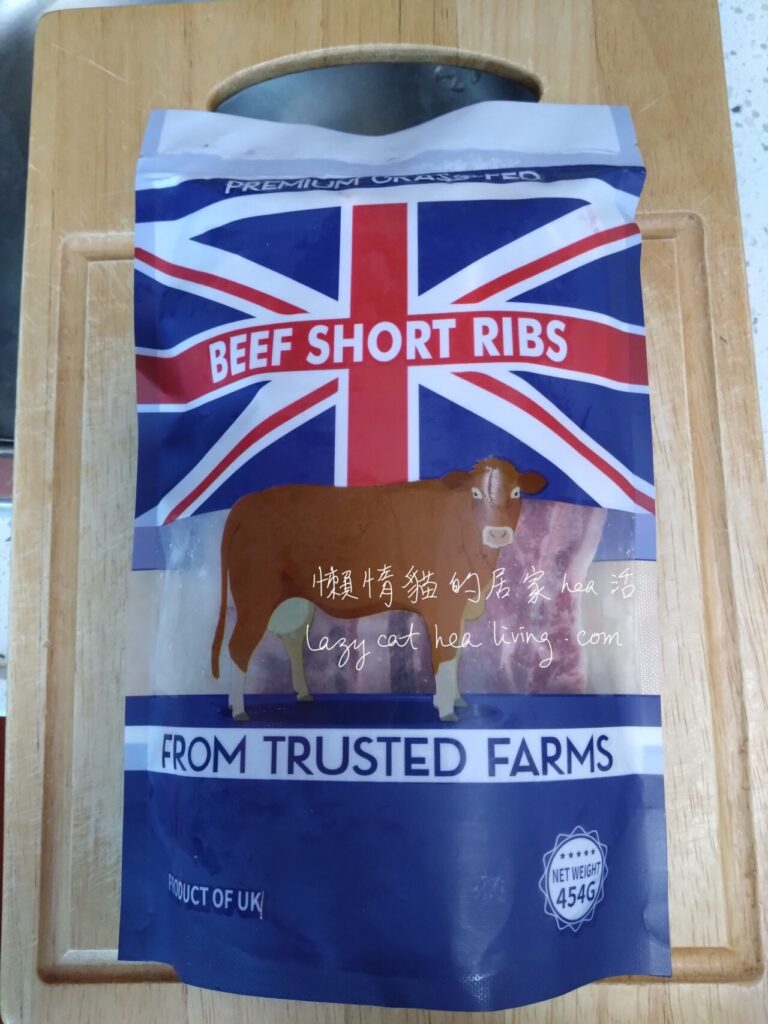 PREMIUM GRASS-FED
BEEF SHORT RIBS
懶惰貓的居家hea活
lazy cat hea living.com
FROM TRUSTED FARMS
PRODUCT OF UK
NET WEIGHT
454G